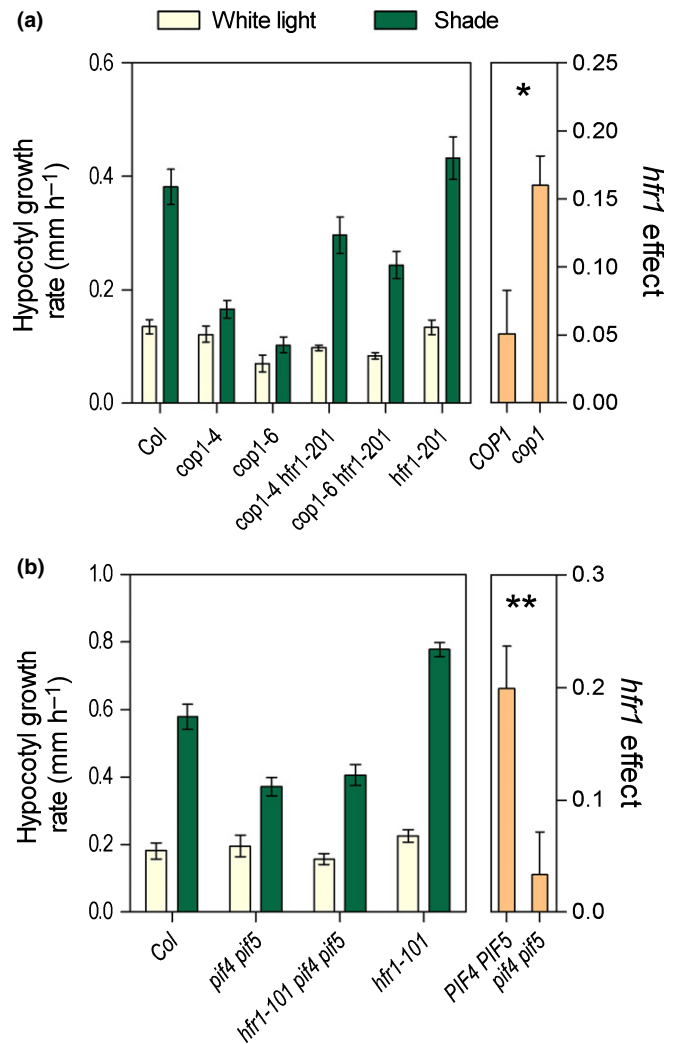 (a)
White light
Shade
Hypocotyl growth
rate (mm h−1)
0.6
0.4
0.2
0.0
Col
cop1-4
cop1-6
cop1-4 hfr1-201
cop1-6 hfr1-201
hfr1-201
*
0.25
0.20
0.15
0.10
0.05
0.00
hfr1 effect
COP1
cop1
(b)
Hypocotyl growth
rate (mm h−1)
1.0
0.8
0.6
0.4
0.2
0.0
Col
pif4 pif5
hfr1-101 pif4 pif5
hfr1-101
**
0.3
0.2
0.1
0.0
hfr1 effect
PIF4 PIF5
pif4 pif5